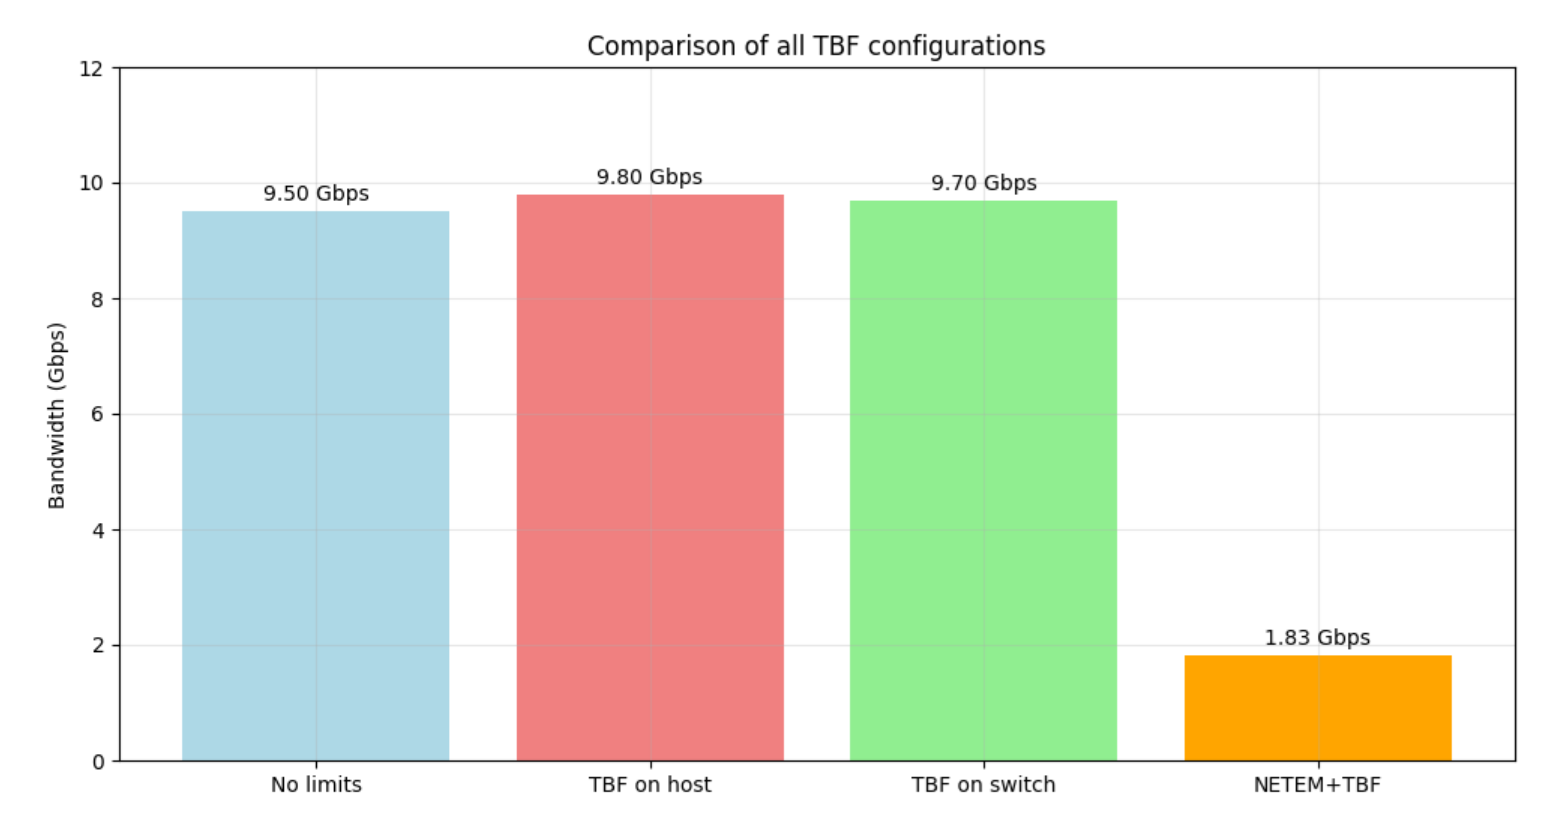 Comparison of all TBF configurations
12
10
8
6
4
2
0
Bandwidth (Gbps)
9.50 Gbps
9.80 Gbps
9.70 Gbps
1.83 Gbps
No limits
TBF on host
TBF on switch
NETEM+TBF